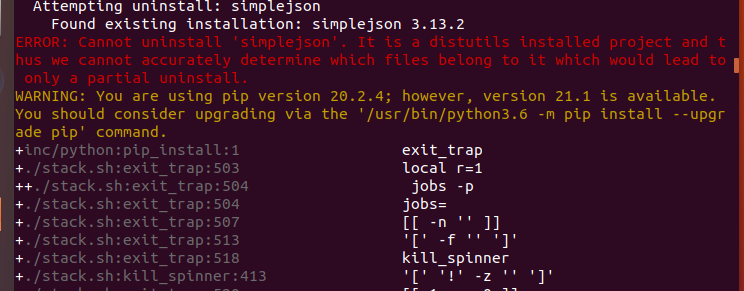 Attempting uninstall: simplejson
Found existing installation: simplejson 3.13.2
ERROR: Cannot uninstall 'simplejson'. It is a distutils installed project and t
hus we cannot accurately determine which files belong to it which would lead to
only a partial uninstall.
WARNING: You are using pip version 20.2.4; however, version 21.1 is available.
You should consider upgrading via the '/usr/bin/python3.6 -m pip install --upgr
ade pip' command.
+inc/python:pip_install:1 exit_trap
+./stack.sh:exit_trap:503 local r=1
++./stack.sh:exit_trap:504 jobs -p
+./stack.sh:exit_trap:504 jobs=
+./stack.sh:exit_trap:507 [[ -n '' ]]
+./stack.sh:exit_trap:513 '[' -f '' ']'
+./stack.sh:exit_trap:518 kill_spinner
+./stack.sh:kill_spinner:413 '[' '!' -z '' ']'